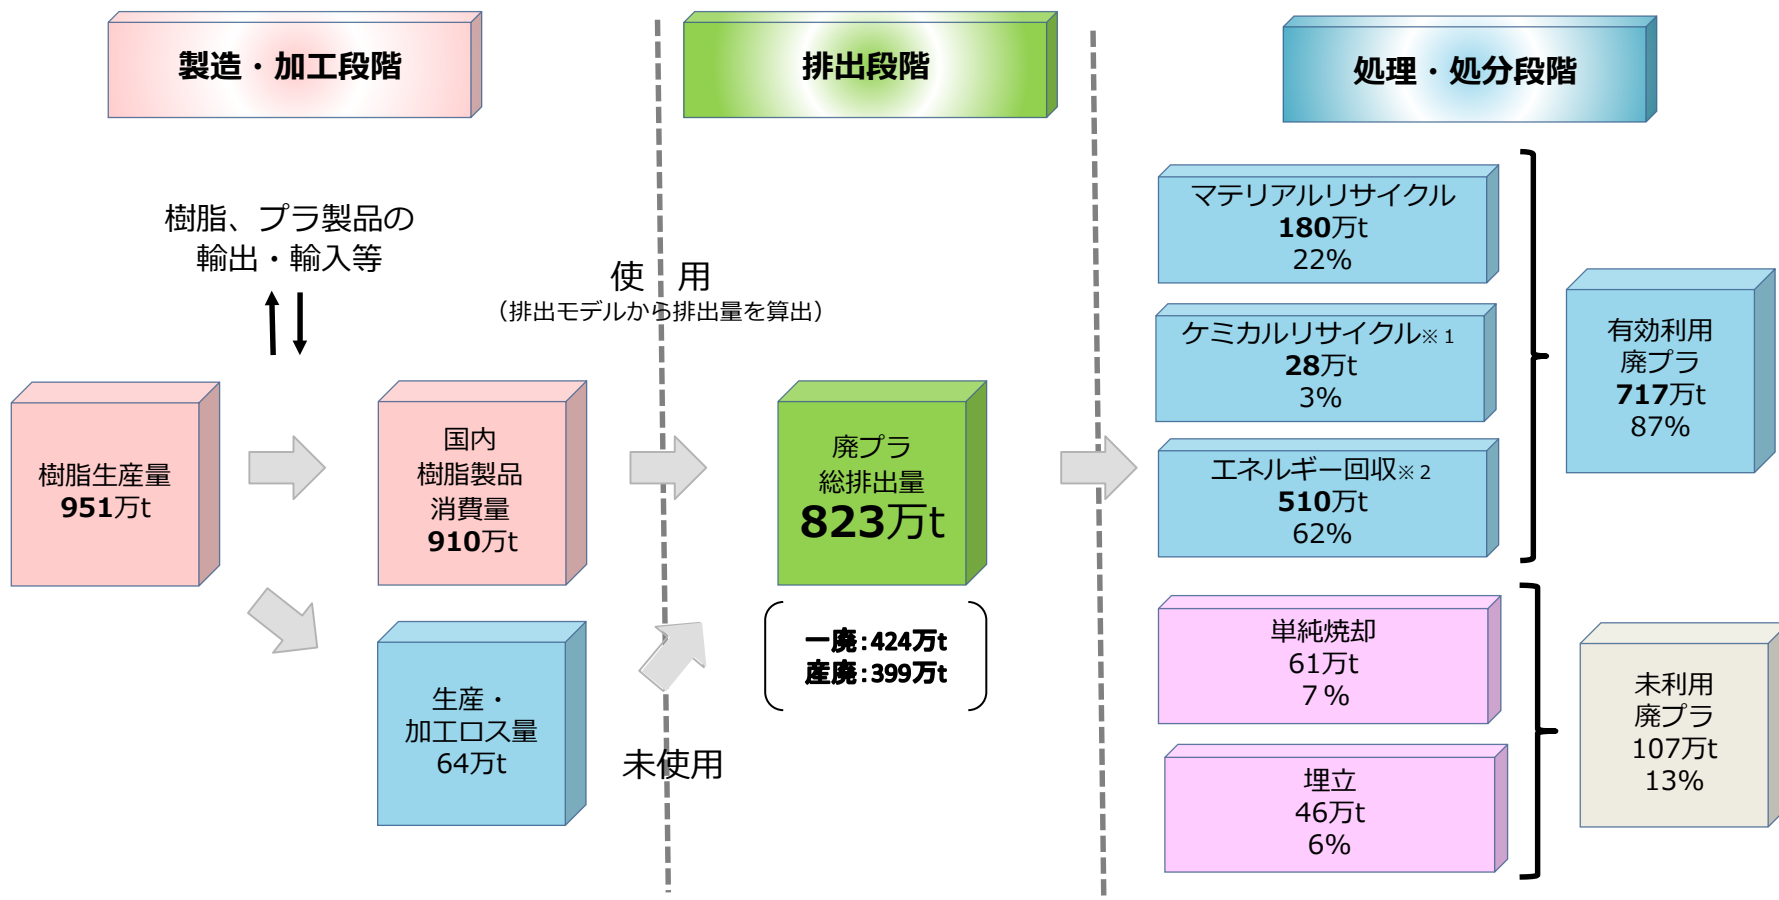 製造・加工段階
排出段階
処理・処分段階
樹脂、プラ製品の
輸出・輸入等
使 用
（排出モデルから排出量を算出）
樹脂生産量
951万t
国内
樹脂製品
消費量
910万t
生産・
加工ロス量
64万t
未使用
廃プラ
総排出量
823万t
一廃：424万t
産廃：399万t
マテリアルリサイクル
180万t
22%
ケミカルリサイクル※1
28万t
3%
エネルギー回収※2
510万t
62%
単純焼却
61万t
7%
埋立
46万t
6%
有効利用
廃プラ
717万t
87%
未利用
廃プラ
107万t
13%